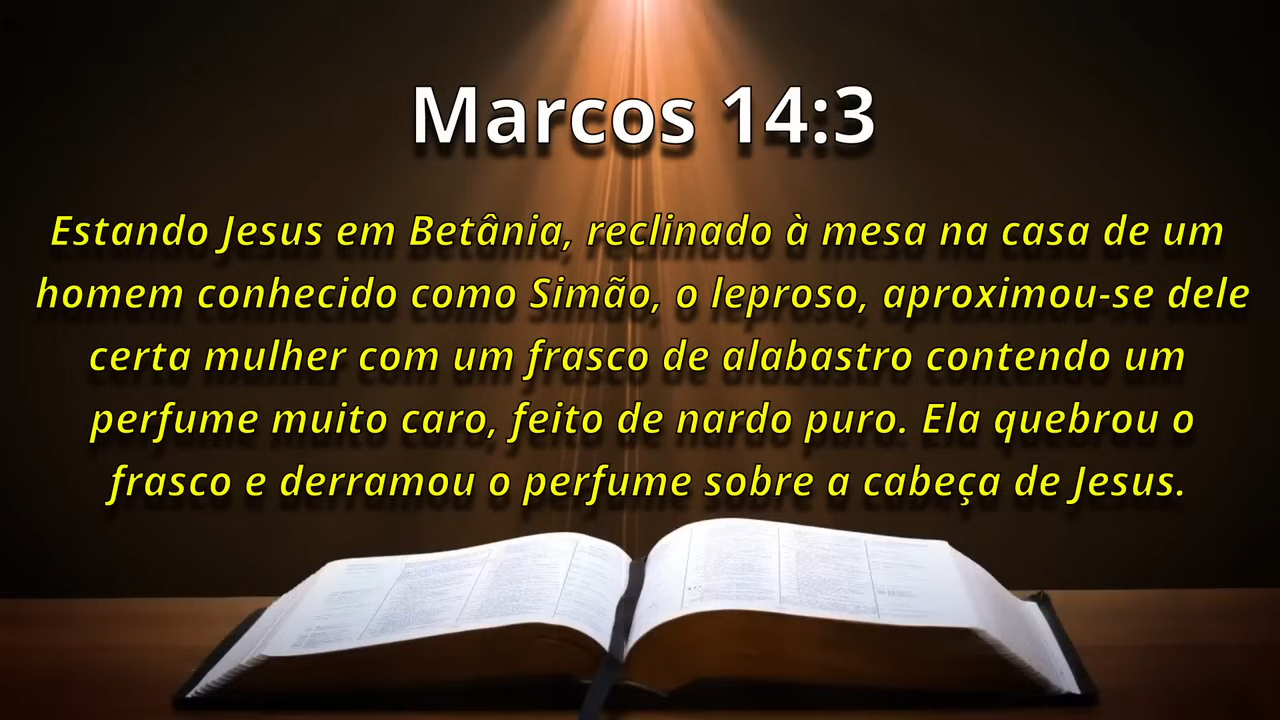 Marcos 14:3
Estando Jesus em Betânia, reclinado à mesa na casa de um
homem conhecido como Simão, o leproso, aproximou-se dele
certa mulher com um frasco de alabastro contendo um
perfume muito caro, feito de nardo puro. Ela quebrou o
frasco e derramou o perfume sobre a cabeça de Jesus.